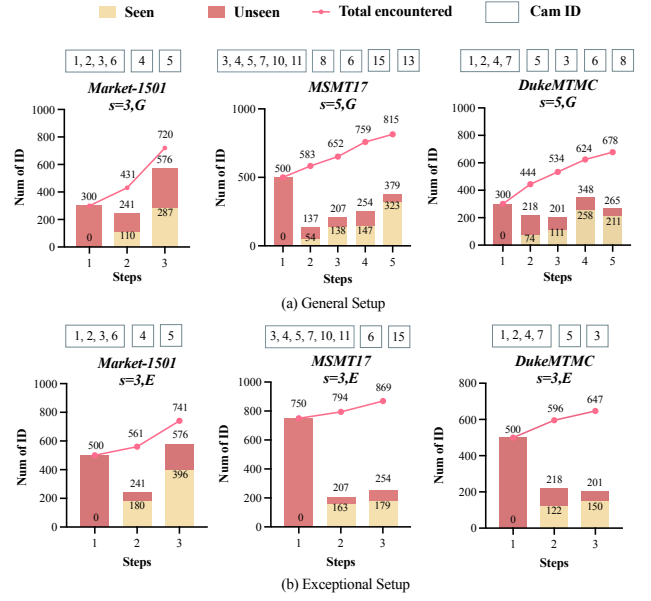 Seen Unseen Total encountered Cam ID
1, 2, 3, 6 4 5
Market-1501
s=3,G
Num of ID
1000
800
600
400
200
0
300 431 720
241 576
0 110 287
1 2 3
Steps
3, 4, 5, 7, 10, 11 8 6 15 13
MSMT17
s=5,G
Num of ID
1000
800
600
400
200
0
500 583 652 759 815
137 207 254 379
0 54 138 147 323
1 2 3 4 5
Steps
1, 2, 4, 7 5 3 6 8
DukeMTMC
s=5,G
Num of ID
1000
800
600
400
200
0
300 444 534 624 678
218 201 348 265
0 74 111 258 211
1 2 3 4 5
Steps
(a) General Setup
1, 2, 3, 6 4 5
Market-1501
s=3,E
Num of ID
1000
800
600
400
200
0
500 561 741
241 576
0 180 396
1 2 3
Steps
3, 4, 5, 7, 10, 11 6 15
MSMT17
s=3,E
Num of ID
1000
800
600
400
200
0
750 794 869
207 254
0 163 179
1 2 3
Steps
1, 2, 4, 7 5 3
DukeMTMC
s=3,E
Num of ID
800
600
400
200
0
500 596 647
218 201
0 122 150
1 2 3
Steps
(b) Exceptional Setup